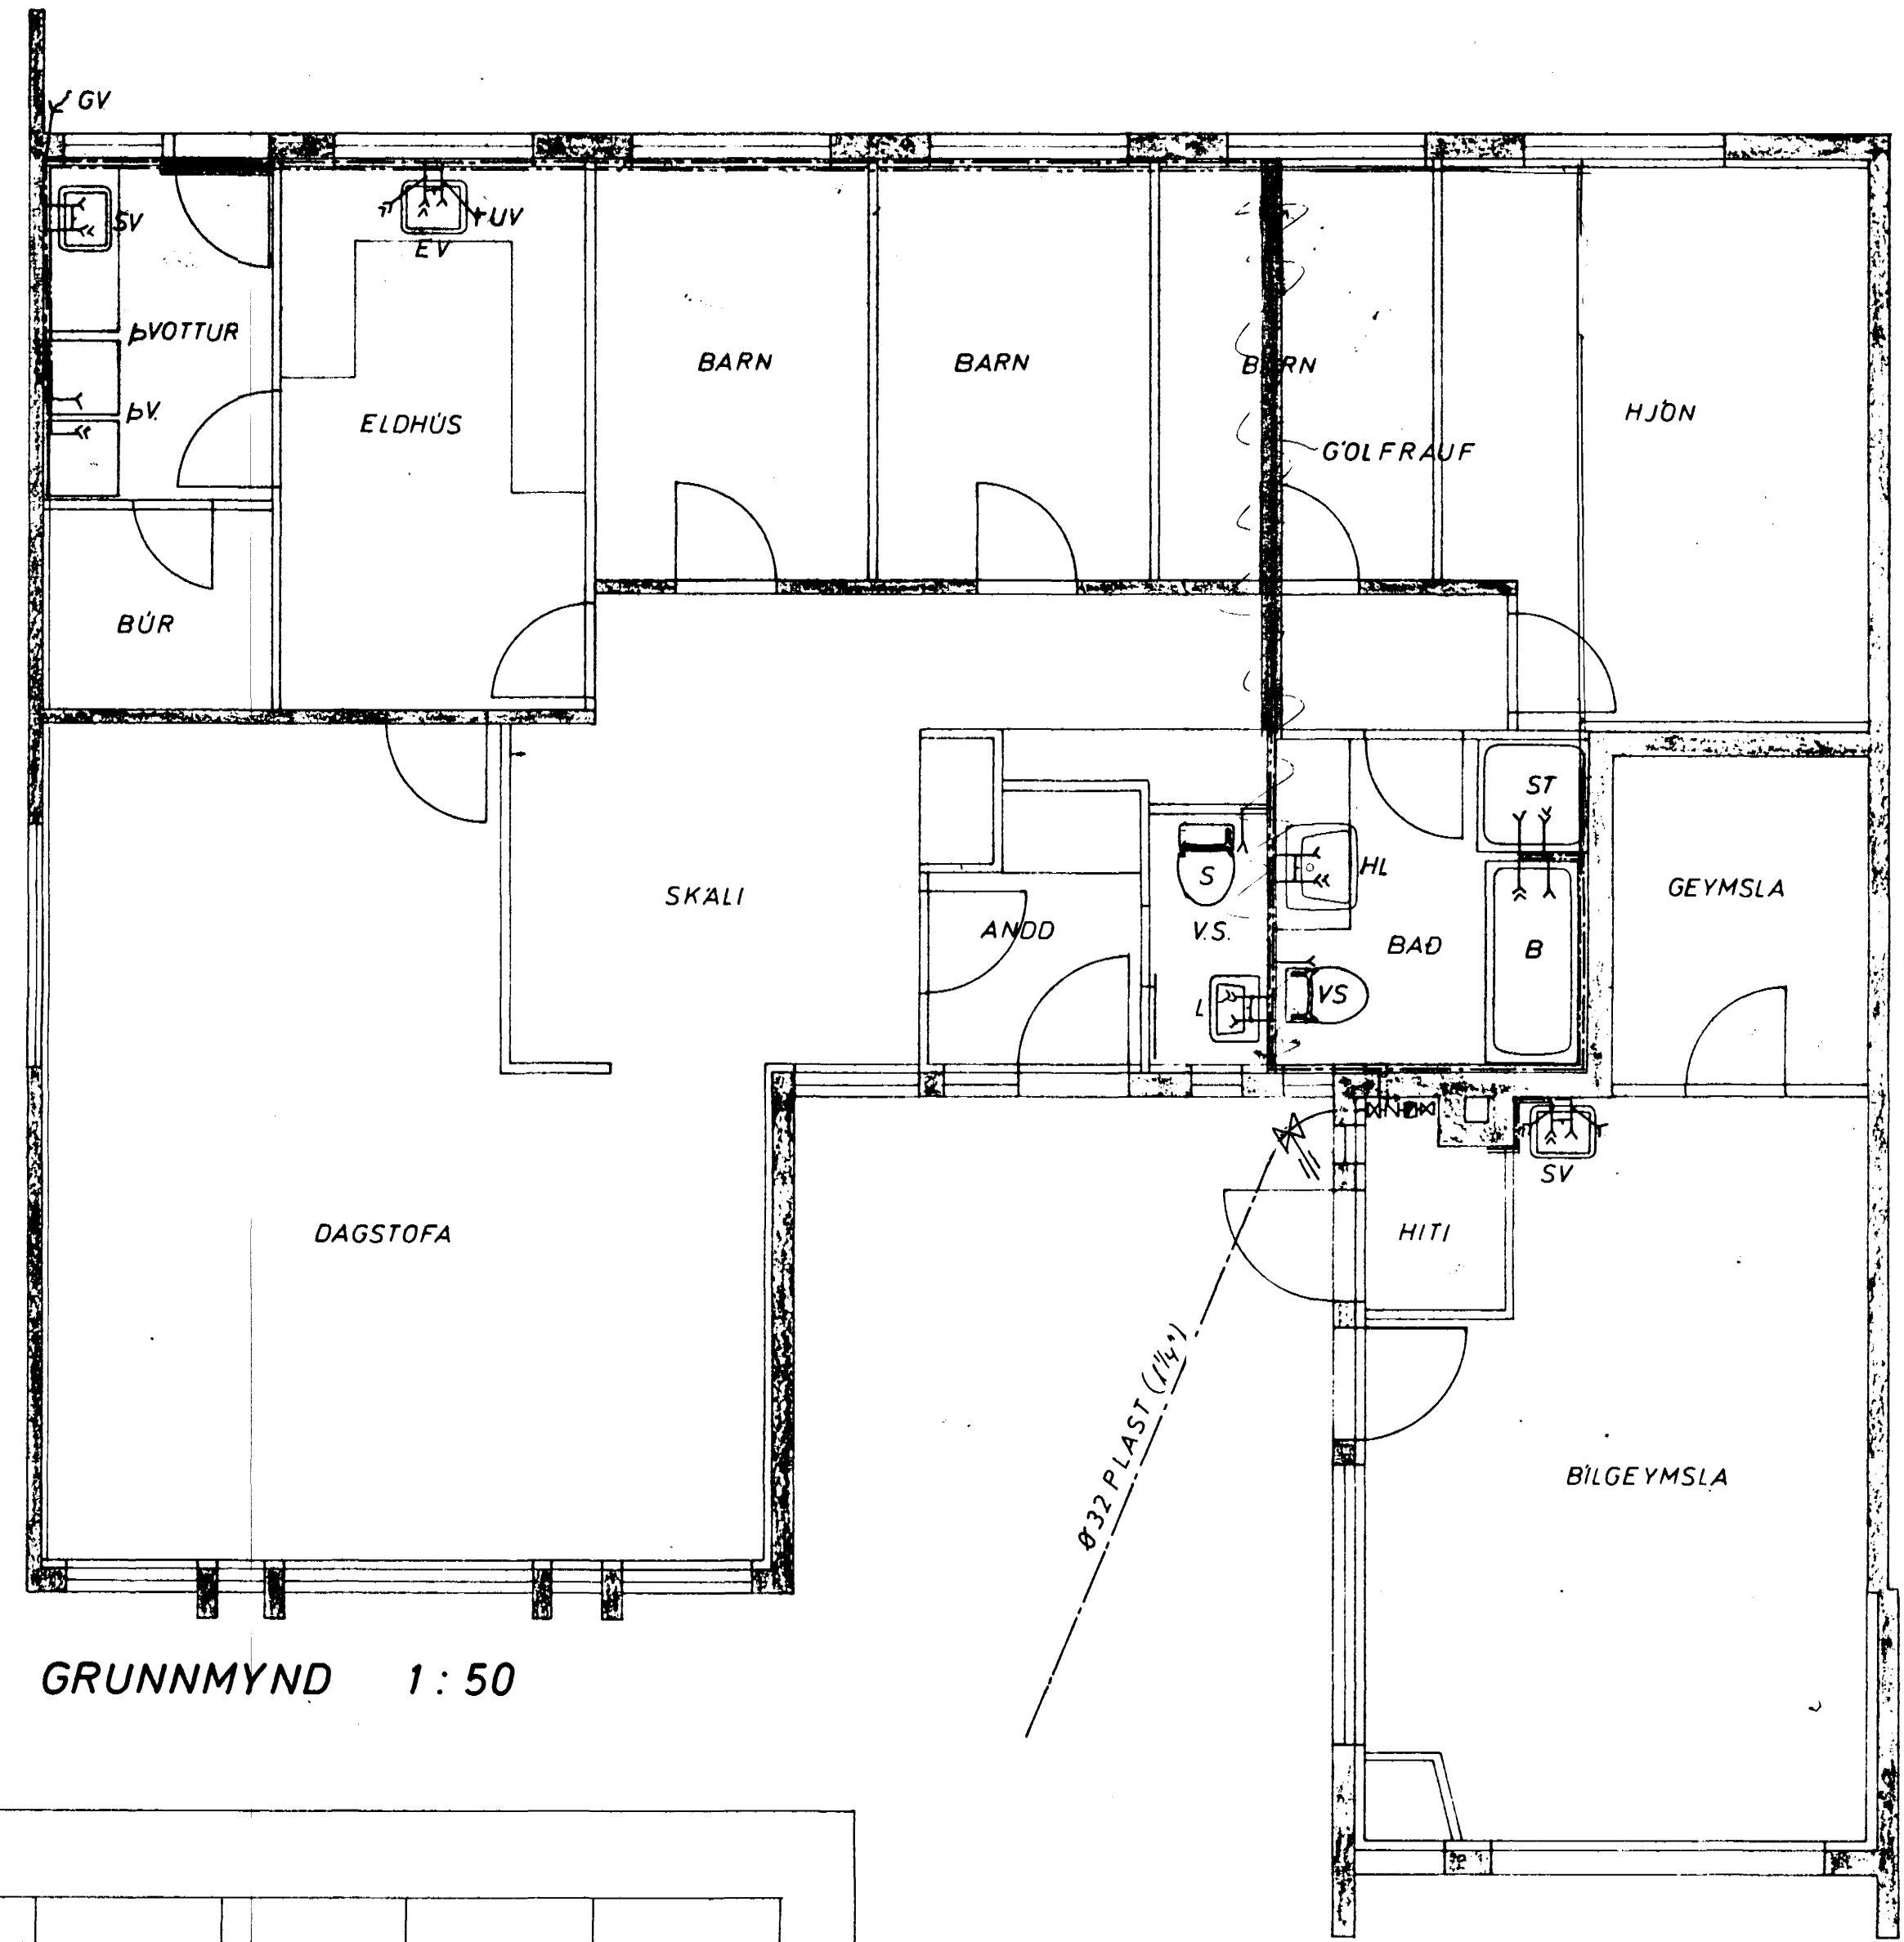 GV
SV
EV
UV
ÞVOTTUR
ÞV.
ELDHÚS
BARN
BARN
BARN
HJÓN
GÓLFRAUF
BÚR
SKÁLI
ANDD
S
V.S.
L
HL
VS
BAÐ
ST
B
GEYMSLA
SV
HITI
DAGSTOFA
Ø32 PLAST (1¼")
BÍLGEYMSLA
GRUNNMYND 1:50